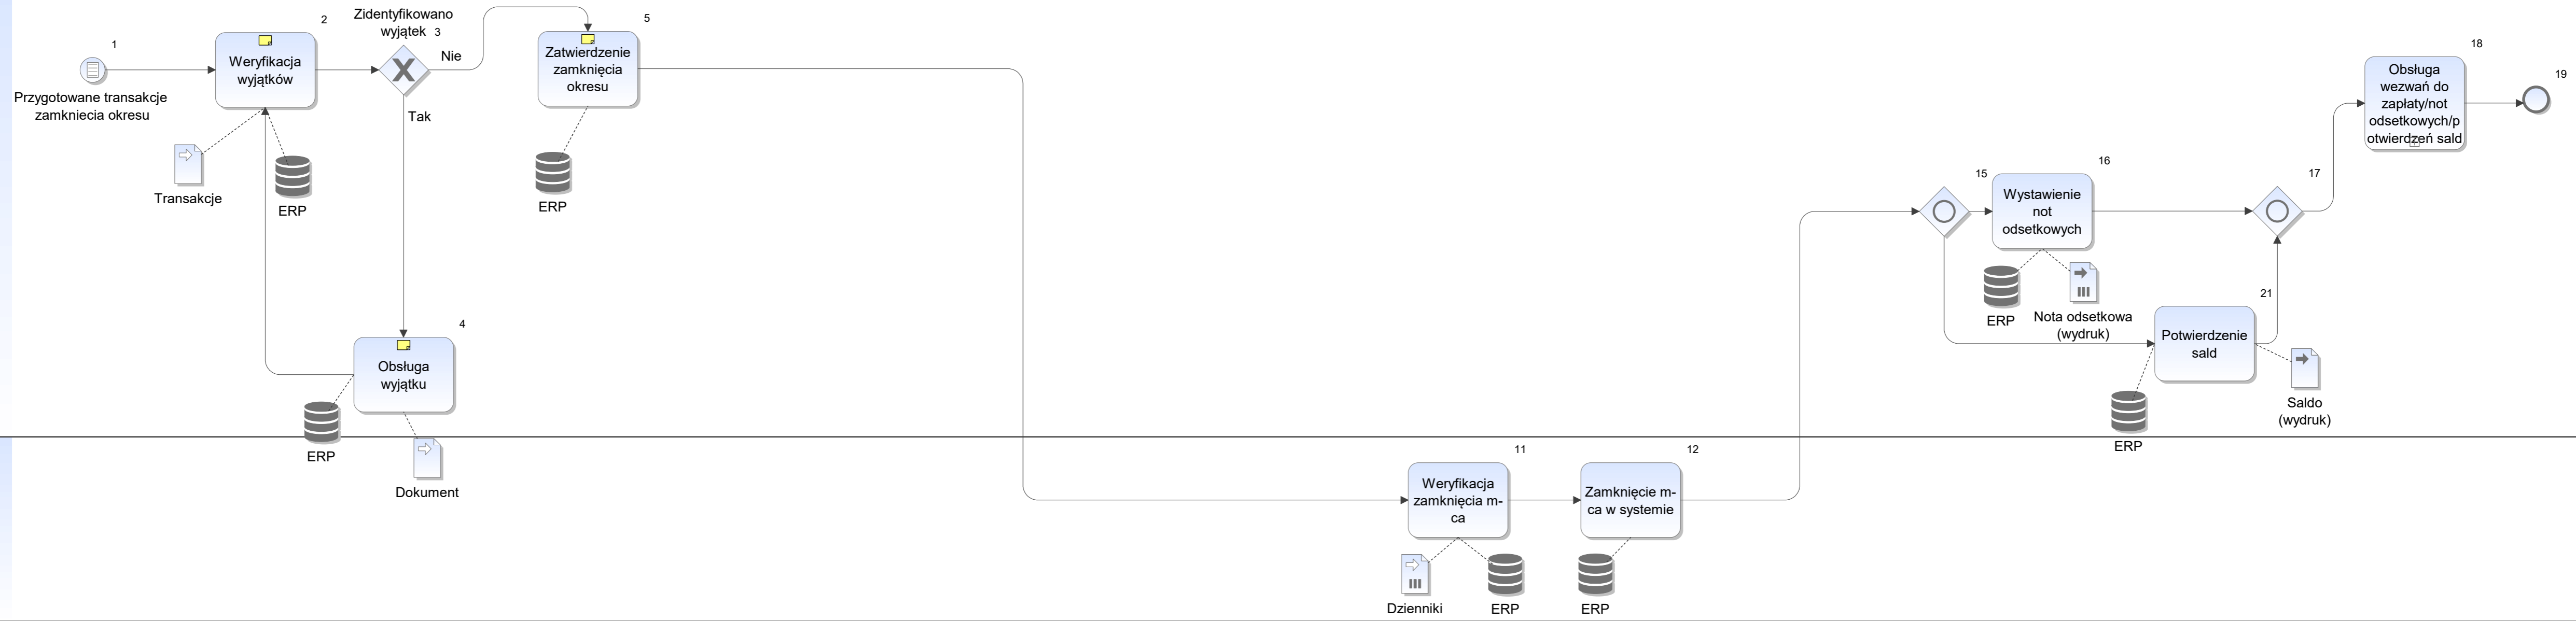 1
Przygotowane transakcje
zamkniecia okresu
2
Weryfikacja
wyjątków
Transakcje
ERP
Zidentyfikowano
wyjątek
3
Nie
Tak
4
Obsługa
wyjątku
ERP
Dokument
5
Zatwierdzenie
zamknięcia
okresu
ERP
11
Weryfikacja
zamknięcia m-
ca
Dzienniki
ERP
12
Zamknięcie m-
ca w systemie
ERP
15
16
Wystawienie
not
odsetkowych
ERP
Nota odsetkowa
(wydruk)
21
Potwierdzenie
sald
ERP
Saldo
(wydruk)
17
18
Obsługa
wezwań do
zapłaty/not
odsetkowych/p
otwierdzeń sald
19